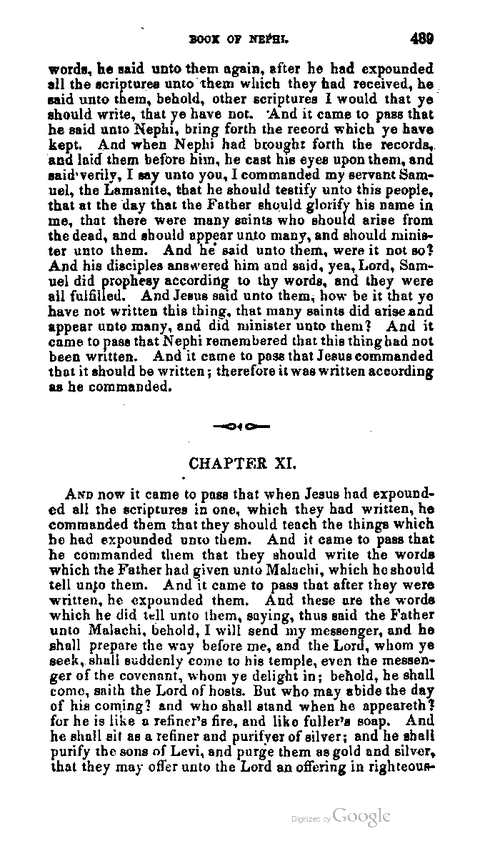 BOOK OF NEPHI. 489
words, he said unto them again, after he had expounded
all the scriptures unto them which they had received, he
said unto them, behold, other scriptures I would that ye
should write, that ye have not. And it came to pass that
he said unto Nephi, bring forth the record which ye have
kept. And when Nephi had brought forth the records,
and laid them before him, he cast his eyes upon them, and
said verily, I say unto you, I commanded my servant Sam-
uel, the Lamanite, that he should testify unto this people,
that at the day that the Father should glorify his name in
me, that there were many saints who should arise from
the dead, and should appear unto many, and should minis-
ter unto them. And he said unto them, were it not so?
And his disciples answered him and said, yea, Lord, Sam-
uel did prophesy according to thy words, and they were
all fulfilled. And Jesus said unto them, how be it that ye
have not written this thing, that many saints did arise and
appear unto many, and did minister unto them? And it
came to pass that Nephi remembered that this thing had not
been written. And it came to pass that Jesus commanded
that it should be written; therefore it was written according
as he commanded.
CHAPTER XI.
AND now it came to pass that when Jesus had expound-
ed all the scriptures in one, which they had written, he
commanded them that they should teach the things which
he had expounded unto them. And it came to pass that
he commanded them that they should write the words
which the Father had given unto Malachi, which he should
tell unto them. And it came to pass that after they were
written, he expounded them. And these are the words
which he did tell unto them, saying, thus said the Father
unto Malachi, behold, I will send my messenger, and he
shall prepare the way before me, and the Lord, whom ye
seek, shall suddenly come to his temple, even the messen-
ger of the covenant, whom ye delight in; behold, he shall
come, saith the Lord of hosts. But who may abide the day
of his coming? and who shall stand when he appeareth?
for he is like a refiner's fire, and like fuller's soap. And
he shall sit as a refiner and purifyer of silver; and he shall
purify the sons of Levi, and purge them as gold and silver,
that they may offer unto the Lord an offering in righteous-
Digitized by Google